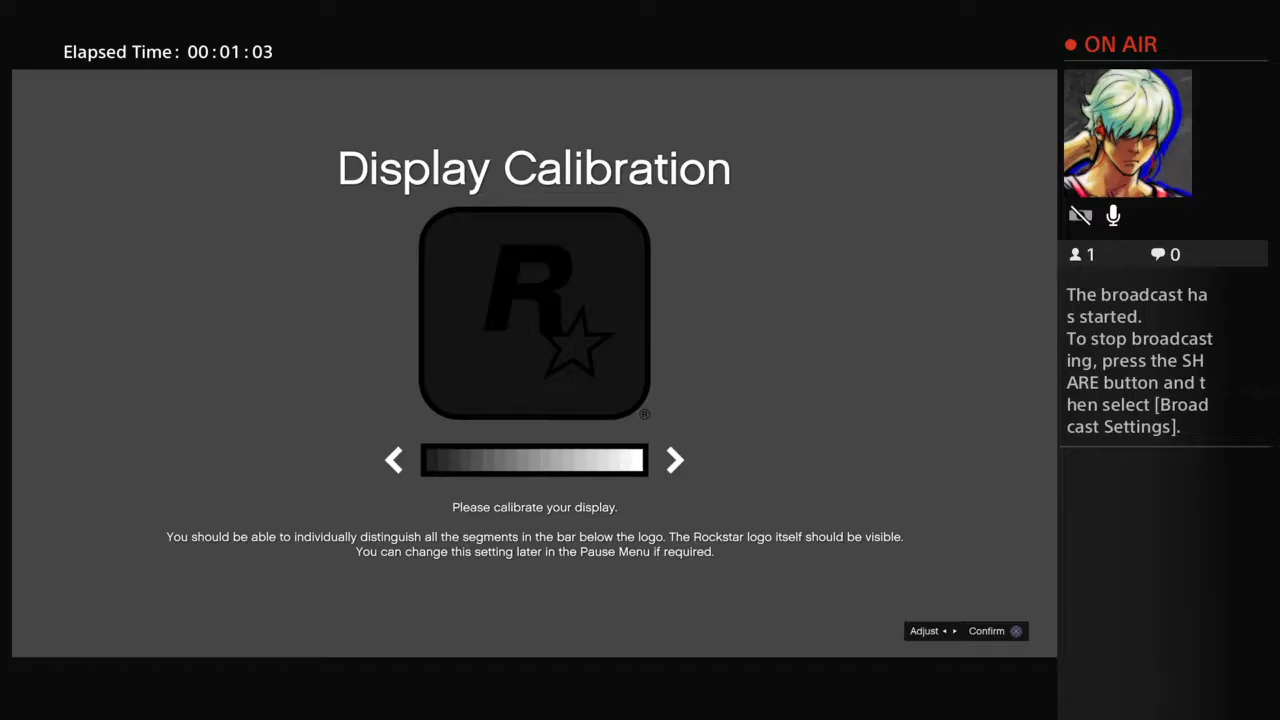 Elapsed Time: 00:01:03
ON AIR
Display Calibration
R
®
1
0
The broadcast ha
s started.
To stop broadcast
ing, press the SH
ARE button and t
hen select [Broad
cast Settings].
Please calibrate your display.
You should be able to individually distinguish all the segments in the bar below the logo. The Rockstar logo itself should be visible.
You can change this setting later in the Pause Menu if required.
Adjust
Confirm